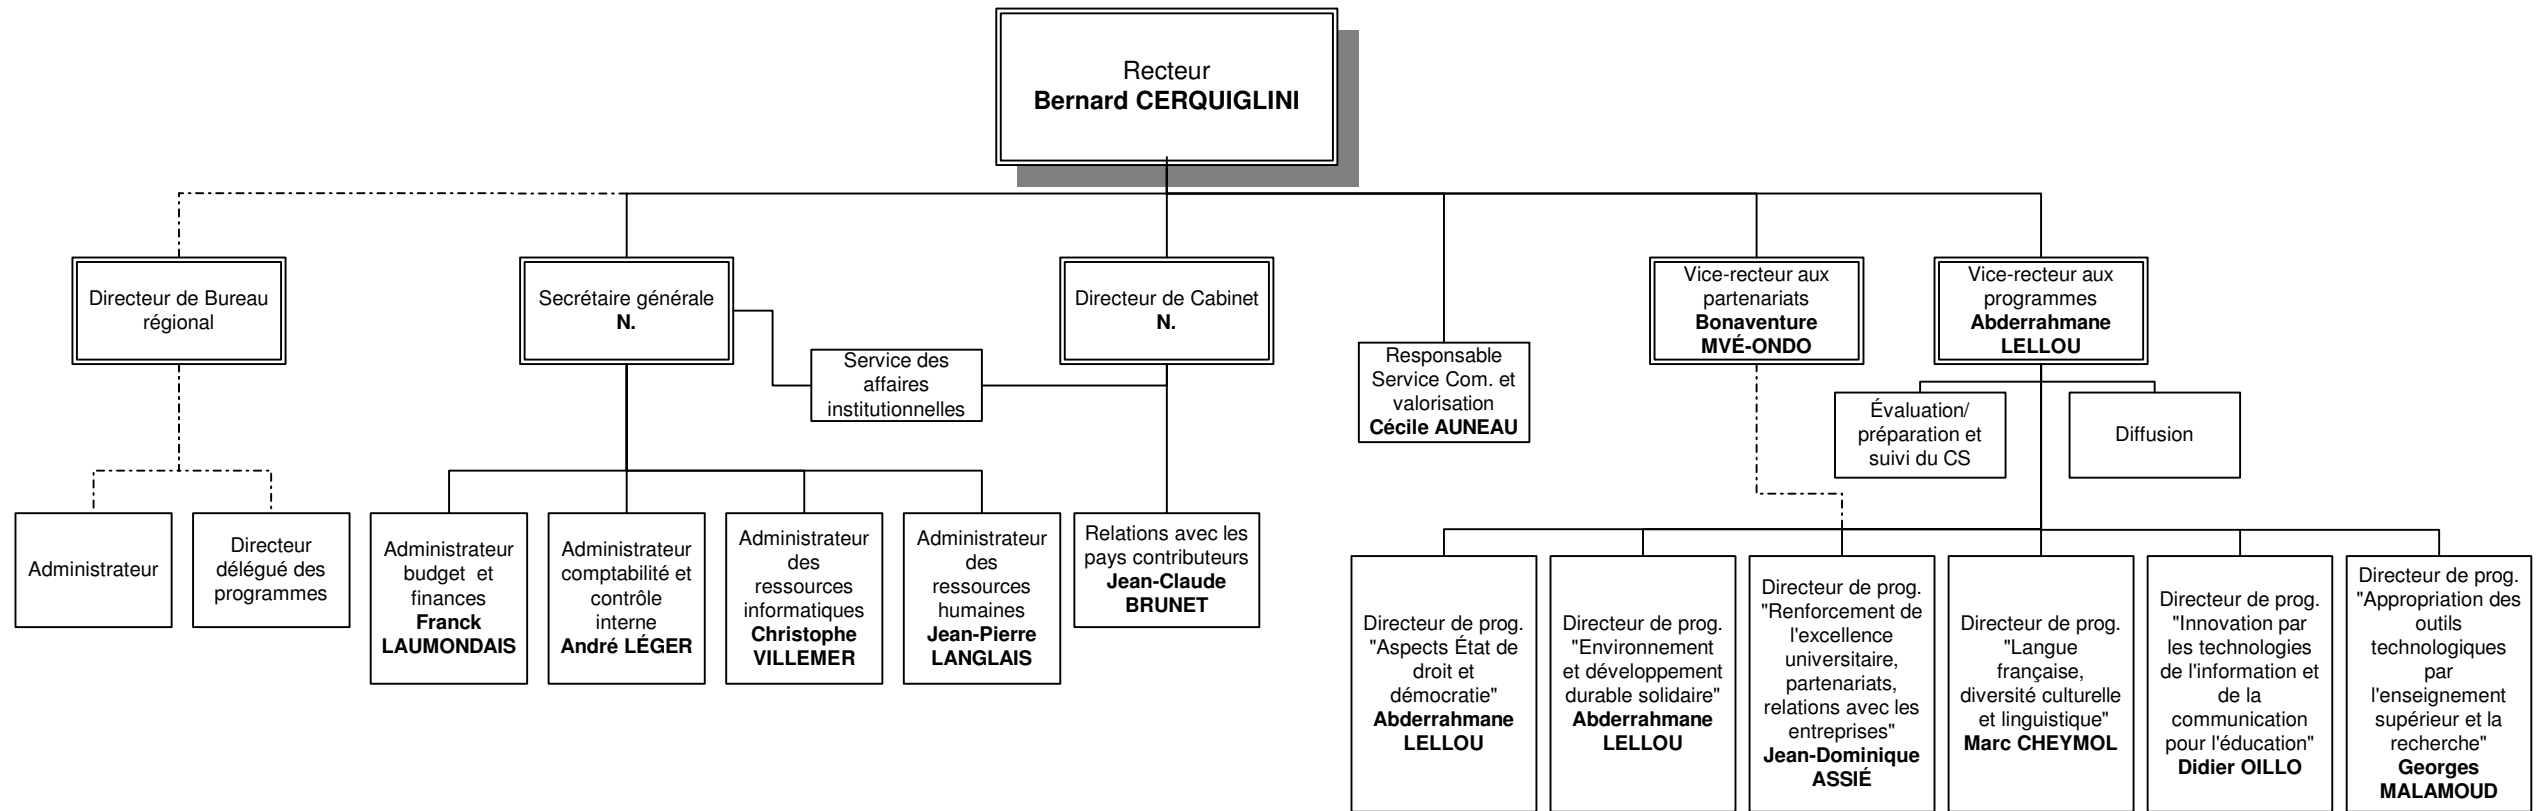 Recteur
Bernard CERQUIGLINI
Directeur de Bureau
régional
Secrétaire générale
N.
Directeur de Cabinet
N.
Vice-recteur aux
partenariats
Bonaventure
MVÉ-ONDO
Vice-recteur aux
programmes
Abderrahmane
LELLOU
Service des
affaires
institutionnelles
Responsable
Service Com. et
valorisation
Cécile AUNEAU
Évaluation/
préparation et
suivi du CS
Diffusion
Administrateur
Directeur
délégué des
programmes
Administrateur
budget et
finances
Franck
LAUMONDAIS
Administrateur
comptabilité et
contrôle
interne
André LÉGER
Administrateur
des
ressources
informatiques
Christophe
VILLEMER
Administrateur
des
ressources
humaines
Jean-Pierre
LANGLAIS
Relations avec les
pays contributeurs
Jean-Claude
BRUNET
Directeur de prog.
"Aspects État de
droit et
démocratie"
Abderrahmane
LELLOU
Directeur de prog.
"Environnement
et développement
durable solidaire"
Abderrahmane
LELLOU
Directeur de prog.
"Renforcement de
l'excellence
universitaire,
partenariats,
relations avec les
entreprises"
Jean-Dominique
ASSIÉ
Directeur de prog.
"Langue
française,
diversité culturelle
et linguistique"
Marc CHEYMOL
Directeur de prog.
"Innovation par
les technologies
de l'information et
de la
communication
pour l'éducation"
Didier OILLO
Directeur de prog.
"Appropriation des
outils
technologiques
par
l'enseignement
supérieur et la
recherche"
Georges
MALAMOUD